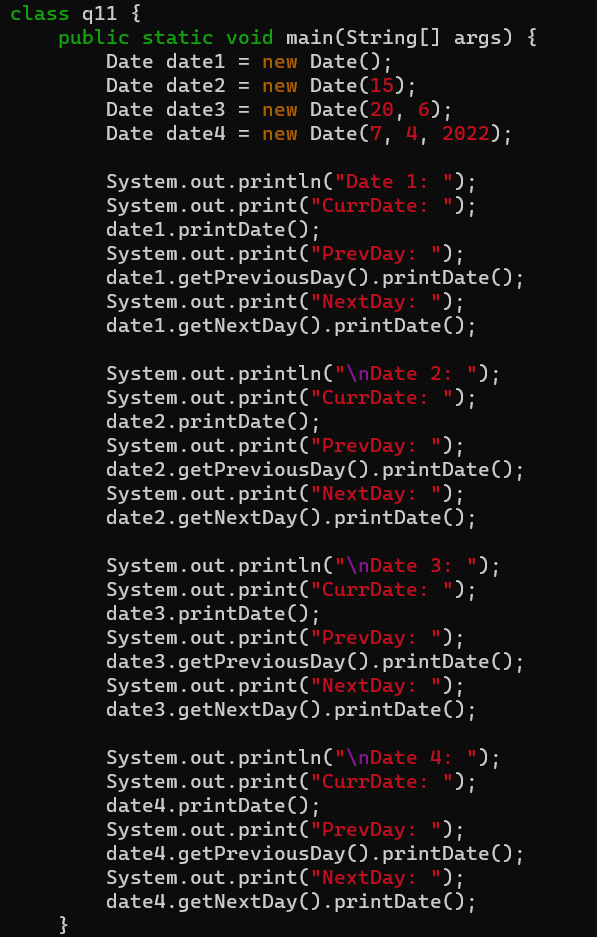 class q11 {
    public static void main(String[] args) {
        Date date1 = new Date();
        Date date2 = new Date(15);
        Date date3 = new Date(20, 6);
        Date date4 = new Date(7, 4, 2022);

        System.out.println("Date 1: ");
        System.out.print("CurrDate: ");
        date1.printDate();
        System.out.print("PrevDay: ");
        date1.getPreviousDay().printDate();
        System.out.print("NextDay: ");
        date1.getNextDay().printDate();

        System.out.println("\nDate 2: ");
        System.out.print("CurrDate: ");
        date2.printDate();
        System.out.print("PrevDay: ");
        date2.getPreviousDay().printDate();
        System.out.print("NextDay: ");
        date2.getNextDay().printDate();

        System.out.println("\nDate 3: ");
        System.out.print("CurrDate: ");
        date3.printDate();
        System.out.print("PrevDay: ");
        date3.getPreviousDay().printDate();
        System.out.print("NextDay: ");
        date3.getNextDay().printDate();

        System.out.println("\nDate 4: ");
        System.out.print("CurrDate: ");
        date4.printDate();
        System.out.print("PrevDay: ");
        date4.getPreviousDay().printDate();
        System.out.print("NextDay: ");
        date4.getNextDay().printDate();
    }